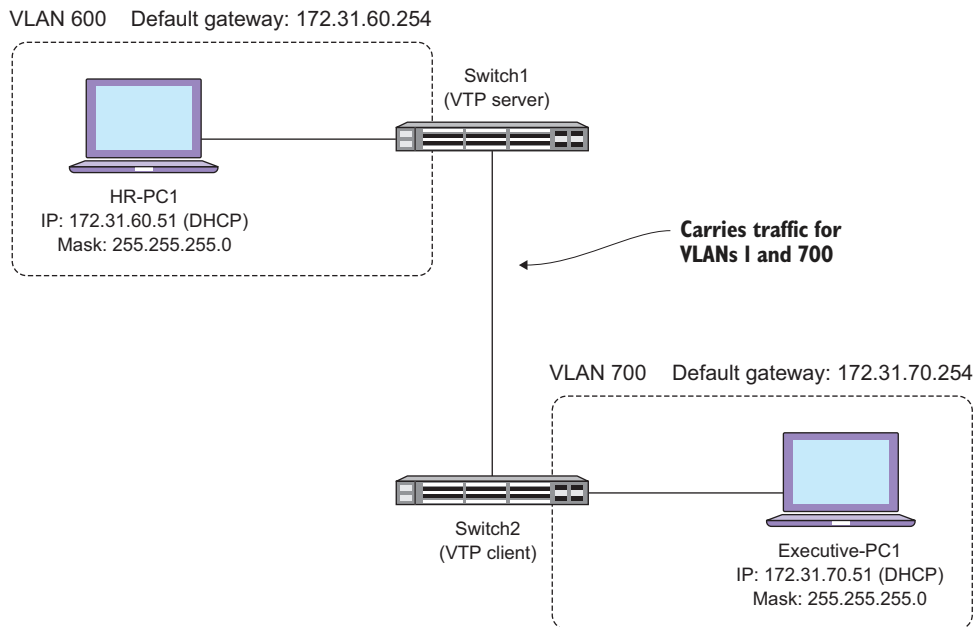 VLAN 600 Default gateway: 172.31.60.254
Switch1
(VTP server)
HR-PC1
IP: 172.31.60.51 (DHCP)
Mask: 255.255.255.0
Carries traffic for
VLANs 1 and 700
VLAN 700 Default gateway: 172.31.70.254
Switch2
(VTP client)
Executive-PC1
IP: 172.31.70.51 (DHCP)
Mask: 255.255.255.0